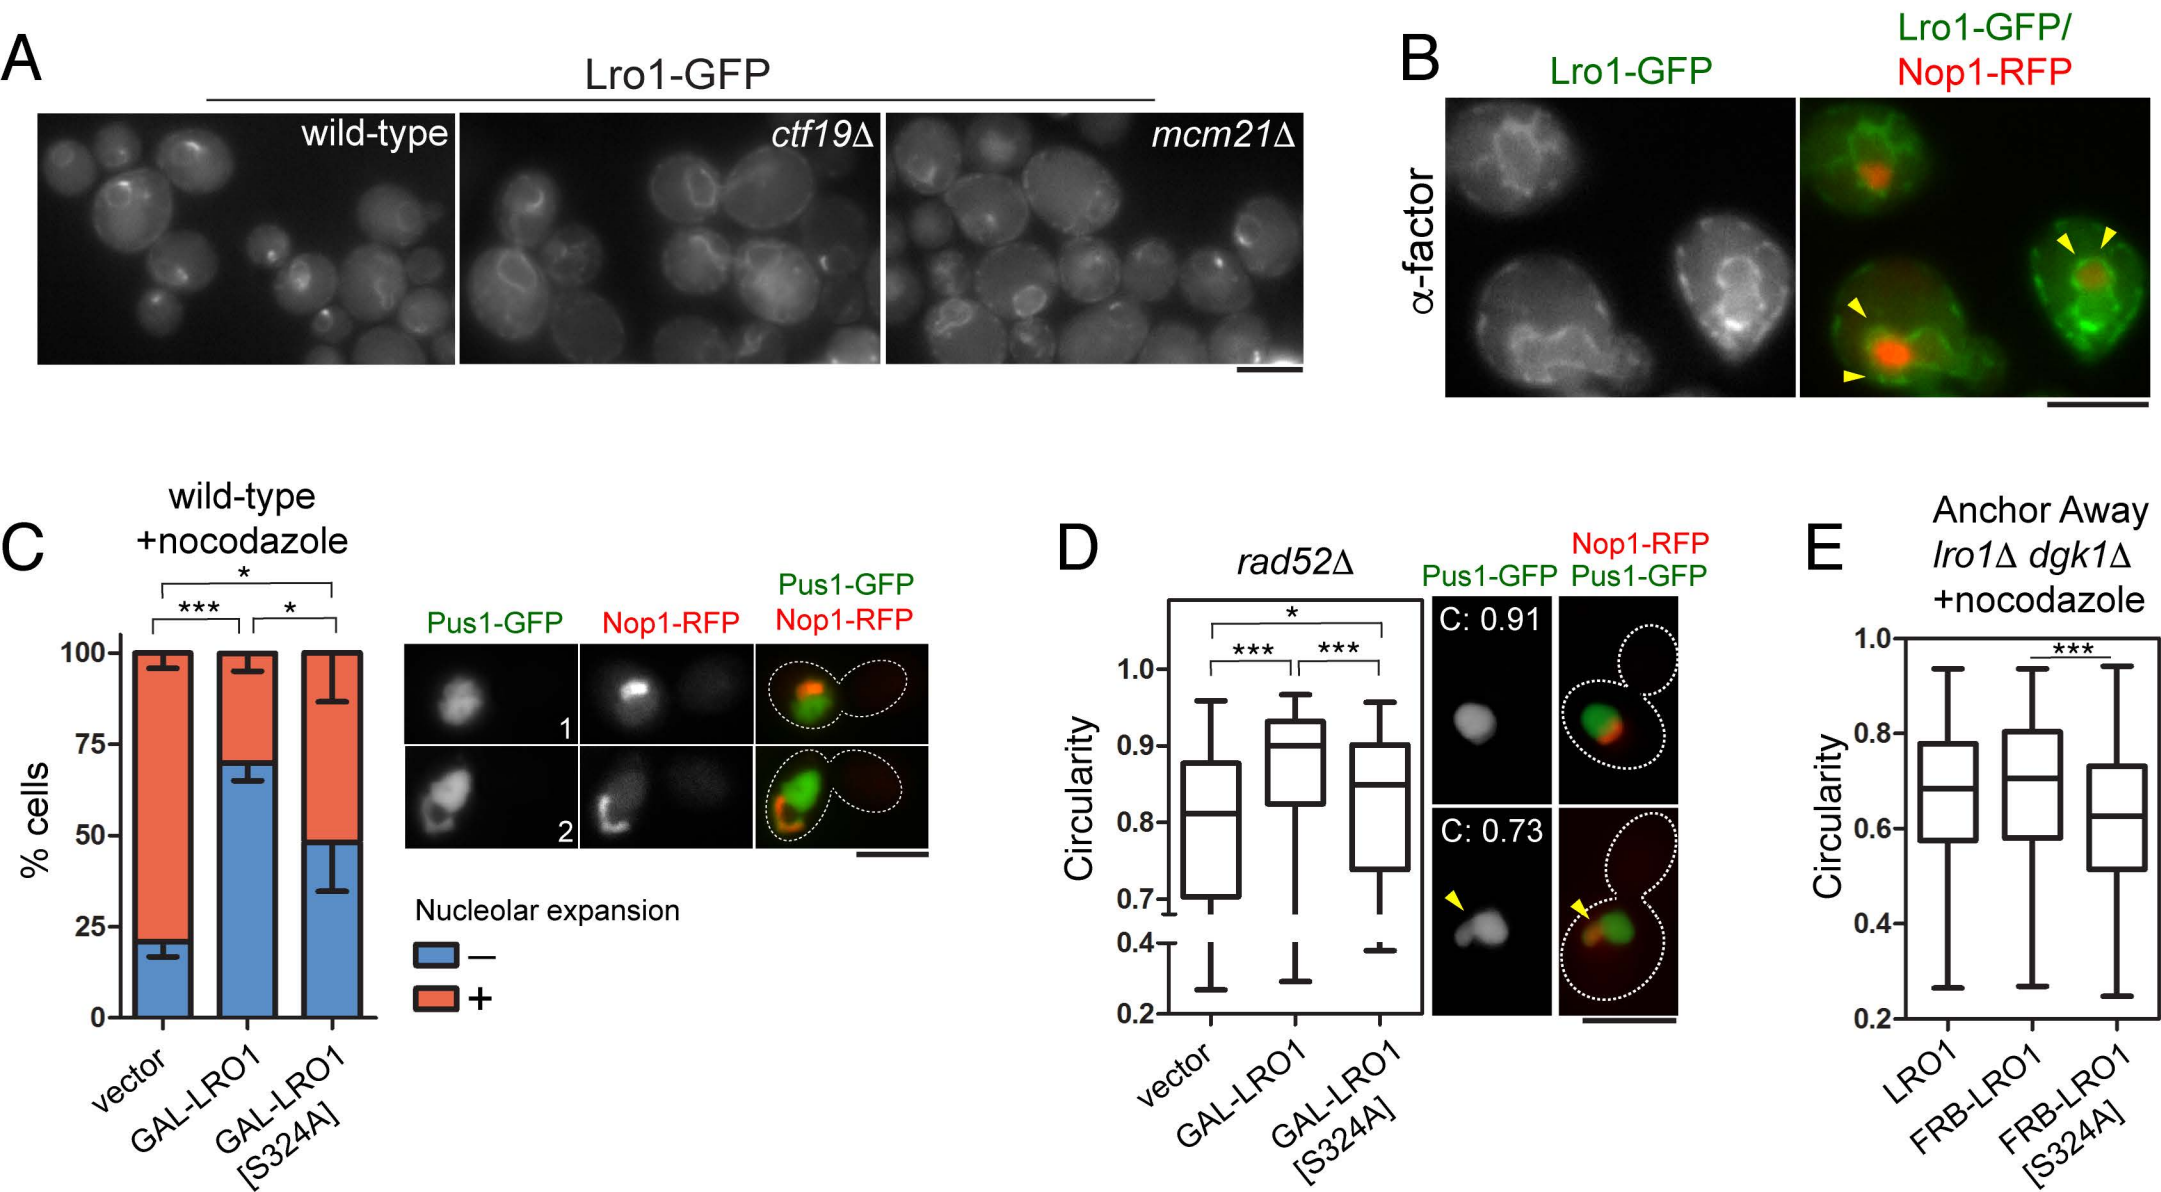 A
Lro1-GFP
wild-type
ctf19Δ
mcm21Δ
B
Lro1-GFP
Lro1-GFP/
Nop1-RFP
α-factor
C
wild-type
+nocodazole
*
***
*
100
75
50
25
0
% cells
vector
GAL-LRO1
GAL-LRO1
[S324A]
Pus1-GFP
Nop1-RFP
Pus1-GFP
Nop1-RFP
1
2
Nucleolar expansion
−
+
D
rad52Δ
*
***
***
1.0
0.9
0.8
0.7
0.4
0.2
Circularity
vector
GAL-LRO1
GAL-LRO1
[S324A]
Pus1-GFP
Nop1-RFP
Pus1-GFP
C: 0.91
C: 0.73
E
Anchor Away
lro1Δ dgk1Δ
+nocodazole
***
1.0
0.8
0.6
0.4
0.2
Circularity
LRO1
FRB-LRO1
FRB-LRO1
[S324A]